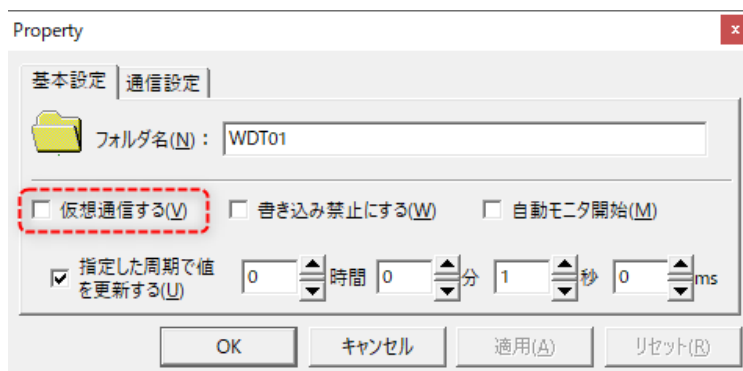 Property x
基本設定 通信設定
フォルダ名(N)： WDT01
仮想通信する(V) 書き込み禁止にする(W) 自動モニタ開始(M)
指定した周期で値
を更新する(U) 0 時間 0 分 1 秒 0 ms
OK キャンセル 適用(A) リセット(R)